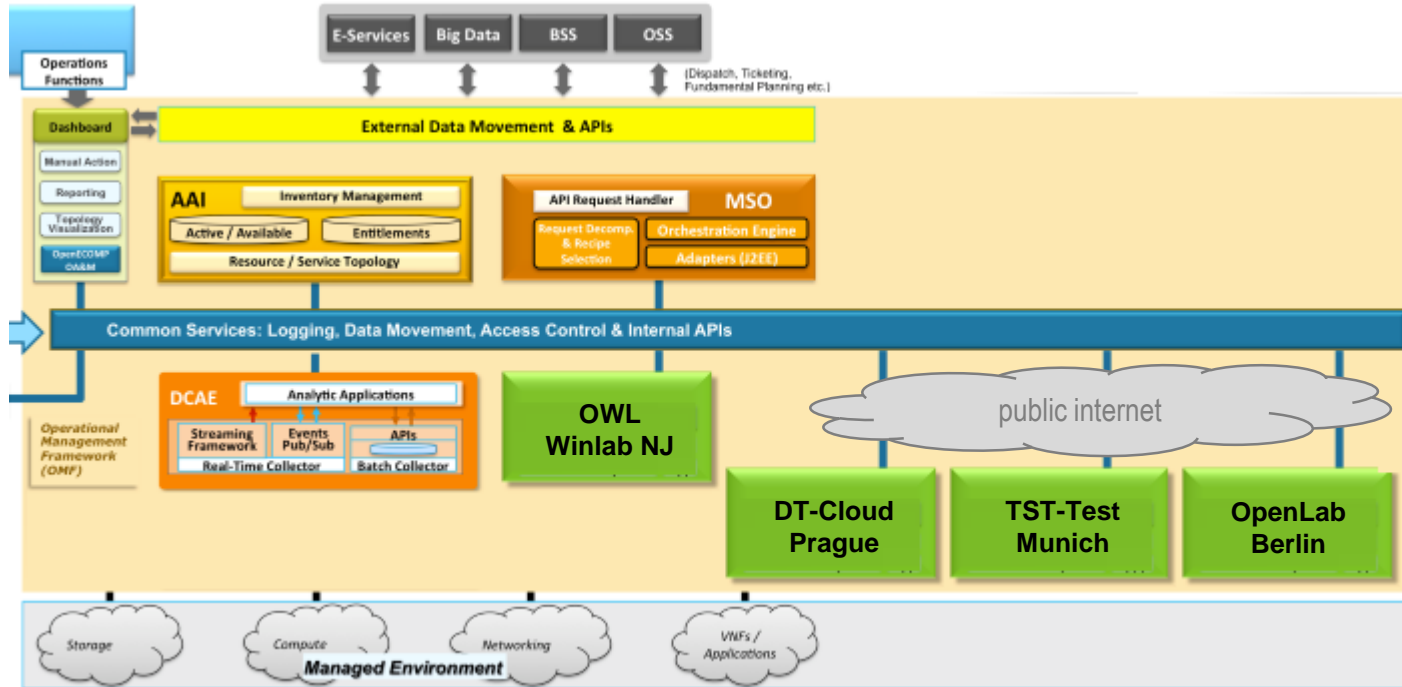 E-Services
Big Data
BSS
OSS
Operations
Functions
(Dispatch, Ticketing,
Fundamental Planning etc.)
Dashboard
External Data Movement & APIs
Manual Action
Reporting
Topology
Visualization
OpenECOMP
OA&M
AAI
Inventory Management
Active / Available
Entitlements
Resource / Service Topology
API Request Handler
MSO
Request Decomp.
& Recipe
Selection
Orchestration Engine
Adapters (J2EE)
Common Services: Logging, Data Movement, Access Control & Internal APIs
DCAE
Analytic Applications
Streaming
Framework
Events
Pub/Sub
APIs
Real-Time Collector
Batch Collector
Operational
Management
Framework
(OMF)
OWL
Winlab NJ
public internet
DT-Cloud
Prague
TST-Test
Munich
OpenLab
Berlin
Storage
Compute
Networking
VNFs /
Applications
Managed Environment